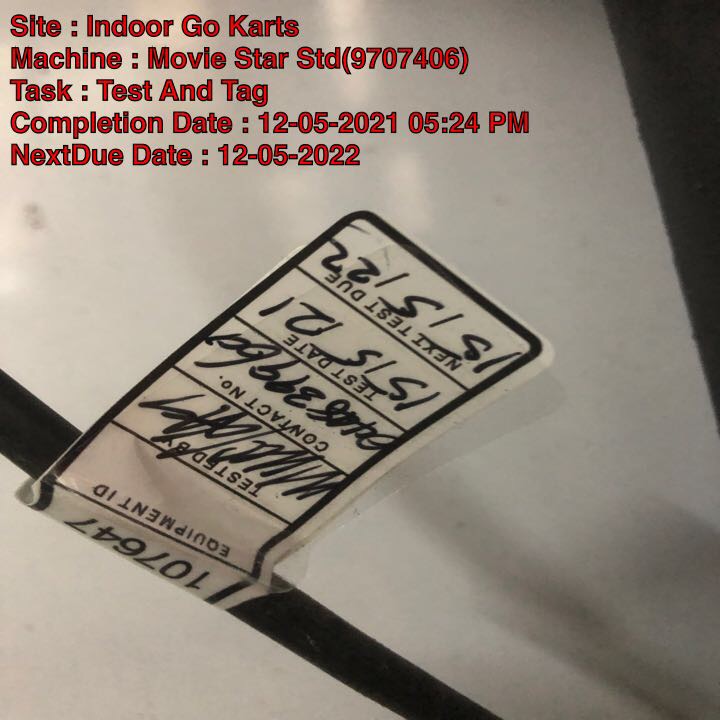 Site : Indoor Go Karts
Machine : Movie Star Std(9707406)
Task : Test And Tag
Completion Date : 12-05-2021 05:24 PM
NextDue Date : 12-05-2022
107647
EQUIPMENT ID
TESTED BY
CONTACT No.
TEST DATE
15/5/21
NEXT TEST DUE
15/5/22